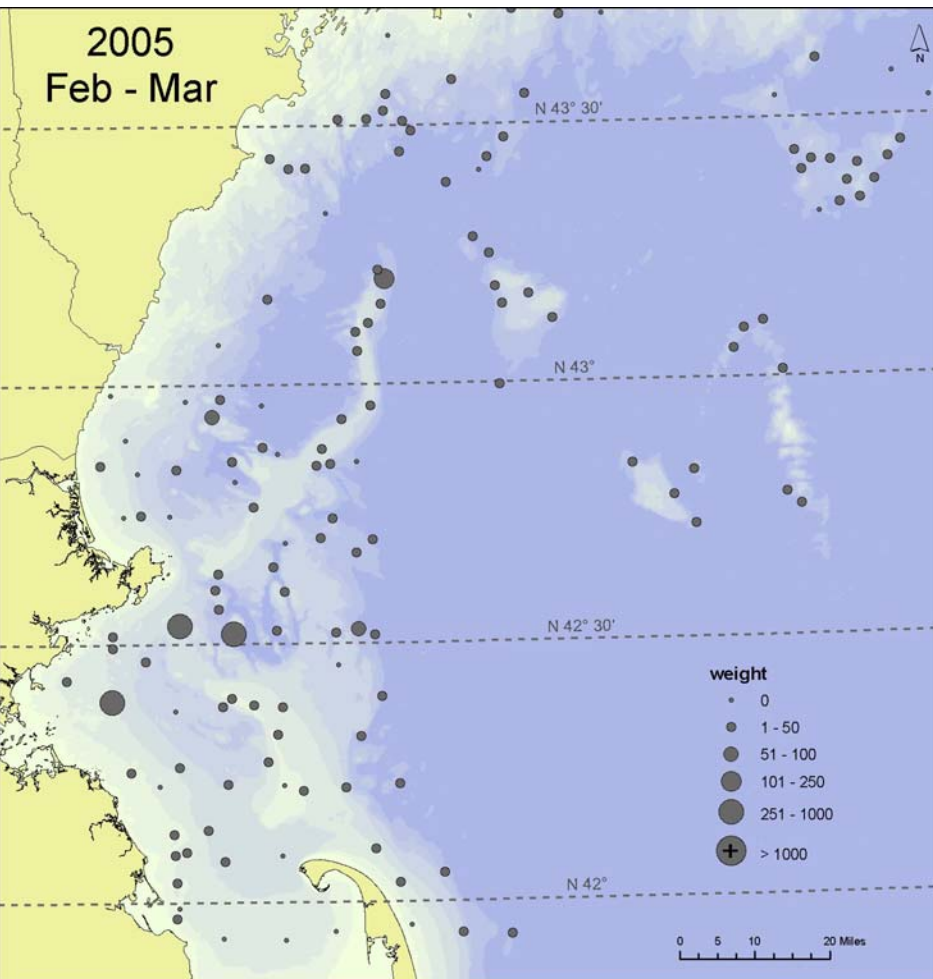 2005
Feb - Mar
N
N 43° 30'
N 43°
N 42° 30'
weight
0
1 - 50
51 - 100
101 - 250
251 - 1000
> 1000
N 42°
0 5 10 20 Miles